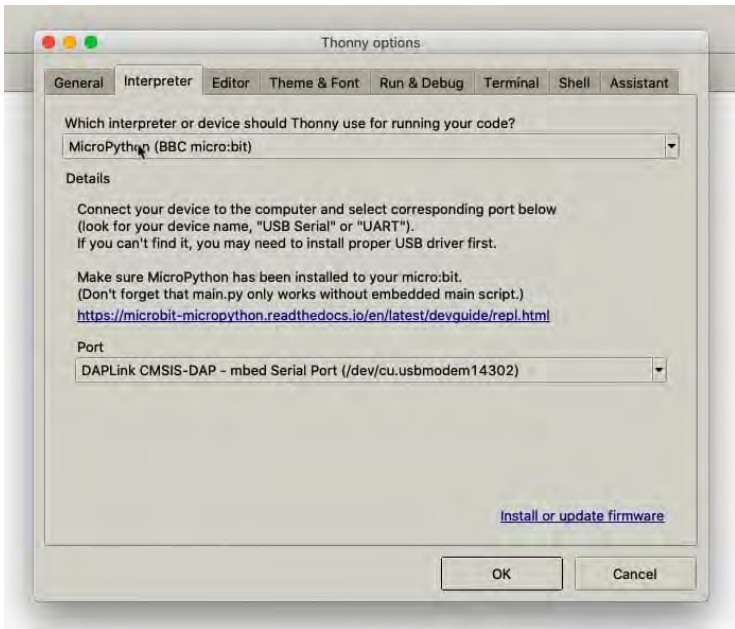 Thonny options
General Interpreter Editor Theme & Font Run & Debug Terminal Shell Assistant
Which interpreter or device should Thonny use for running your code?
MicroPython (BBC micro:bit)
Details
Connect your device to the computer and select corresponding port below
(look for your device name, "USB Serial" or "UART").
If you can't find it, you may need to install proper USB driver first.
Make sure MicroPython has been installed to your micro:bit.
(Don't forget that main.py only works without embedded main script.)
https://microbit-micropython.readthedocs.io/en/latest/devguide/repl.html
Port
DAPLink CMSIS-DAP - mbed Serial Port (/dev/cu.usbmodem14302)
Install or update firmware
OK Cancel